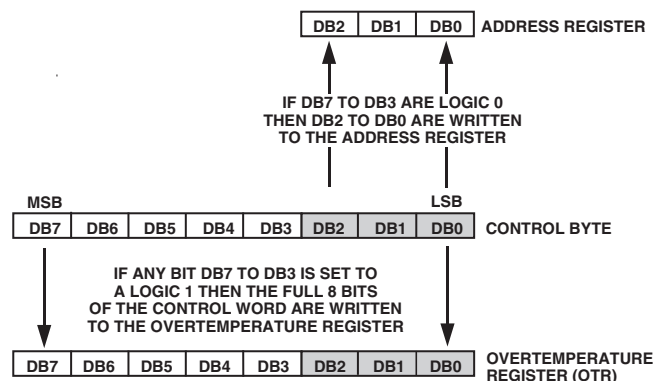 DB2 DB1 DB0 ADDRESS REGISTER
IF DB7 TO DB3 ARE LOGIC 0
THEN DB2 TO DB0 ARE WRITTEN
TO THE ADDRESS REGISTER
MSB LSB
DB7 DB6 DB5 DB4 DB3 DB2 DB1 DB0 CONTROL BYTE
IF ANY BIT DB7 TO DB3 IS SET TO
A LOGIC 1 THEN THE FULL 8 BITS
OF THE CONTROL WORD ARE WRITTEN
TO THE OVERTEMPERATURE REGISTER
DB7 DB6 DB5 DB4 DB3 DB2 DB1 DB0 OVERTEMPERATURE
REGISTER (OTR)